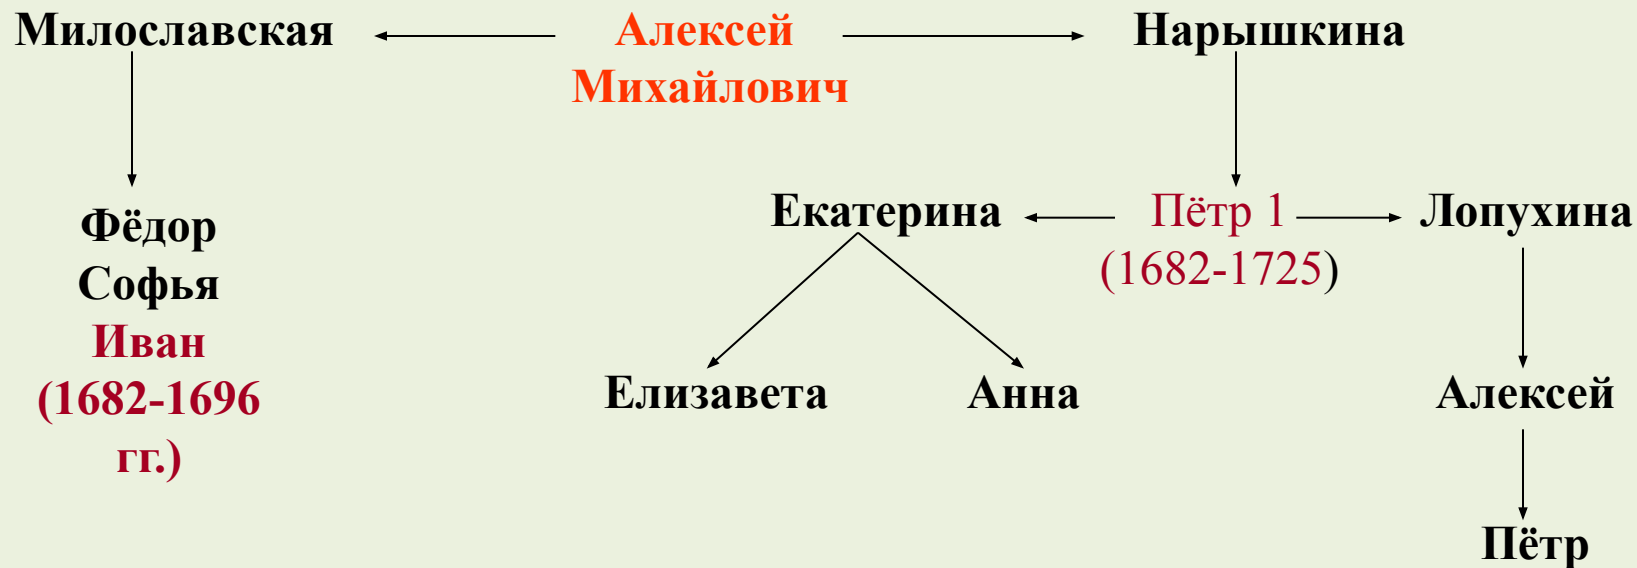 Милославская
Алексей
Михайлович
Нарышкина
Фёдор
Софья
Иван
(1682-1696
гг.)
Екатерина
Пётр 1
(1682-1725)
Лопухина
Елизавета
Анна
Алексей
Пётр